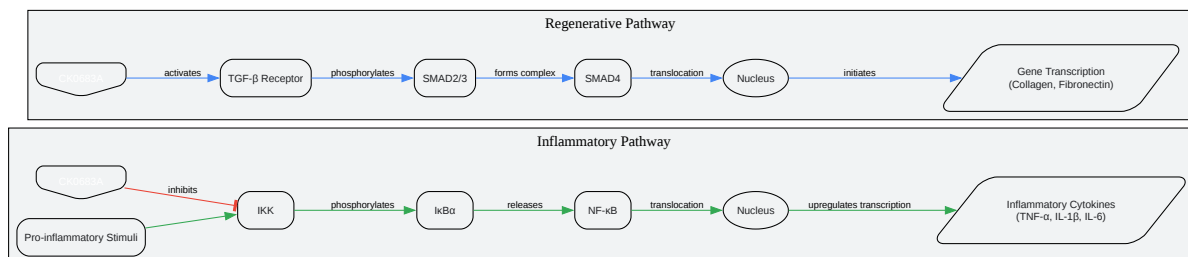 Regenerative Pathway
activates
TGF-β Receptor
phosphorylates
SMAD2/3
forms complex
SMAD4
translocation
Nucleus
initiates
Gene Transcription
(Collagen, Fibronectin)
Inflammatory Pathway
inhibits
Pro-inflammatory Stimuli
IKK
phosphorylates
IκBα
releases
NF-κB
translocation
Nucleus
upregulates transcription
Inflammatory Cytokines
(TNF-α, IL-1β, IL-6)